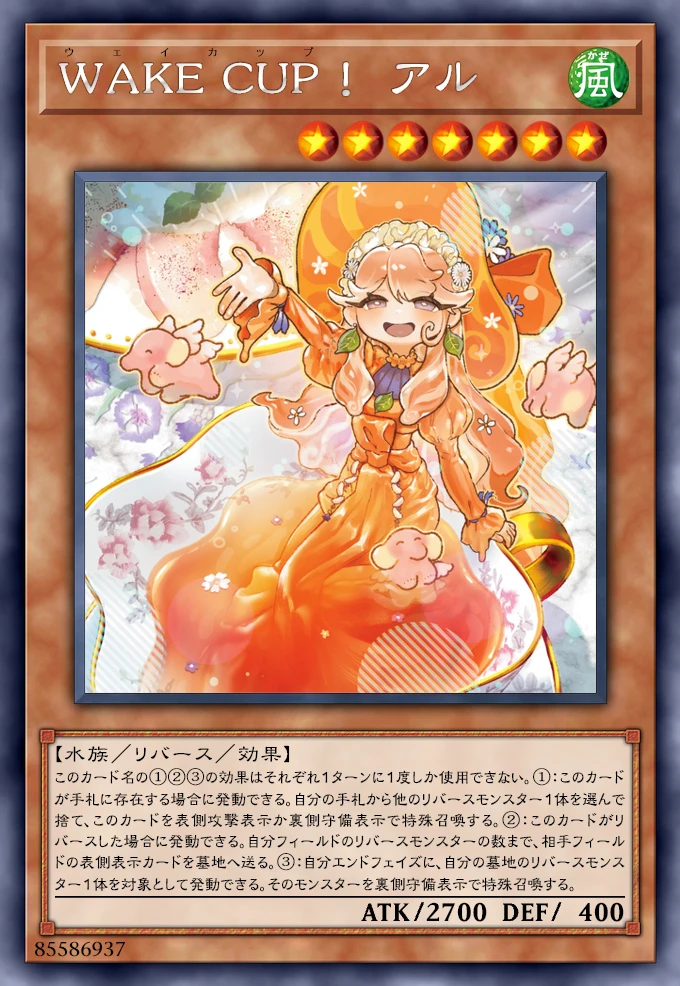 ウェイカップ
WAKE CUP！ アル
かぜ
風
【水族／リバース／効果】
このカード名の①②③の効果はそれぞれ１ターンに１度しか使用できない。①：このカード
が手札に存在する場合に発動できる。自分の手札から他のリバースモンスター１体を選んで
捨て、このカードを表側攻撃表示か裏側守備表示で特殊召喚する。②：このカードがリ
バースした場合に発動できる。自分フィールドのリバースモンスターの数まで、相手フィール
ドの表側表示カードを墓地へ送る。③：自分エンドフェイズに、自分の墓地のリバースモンス
ター１体を対象として発動できる。そのモンスターを裏側守備表示で特殊召喚する。
ATK/2700 DEF/ 400
85586937